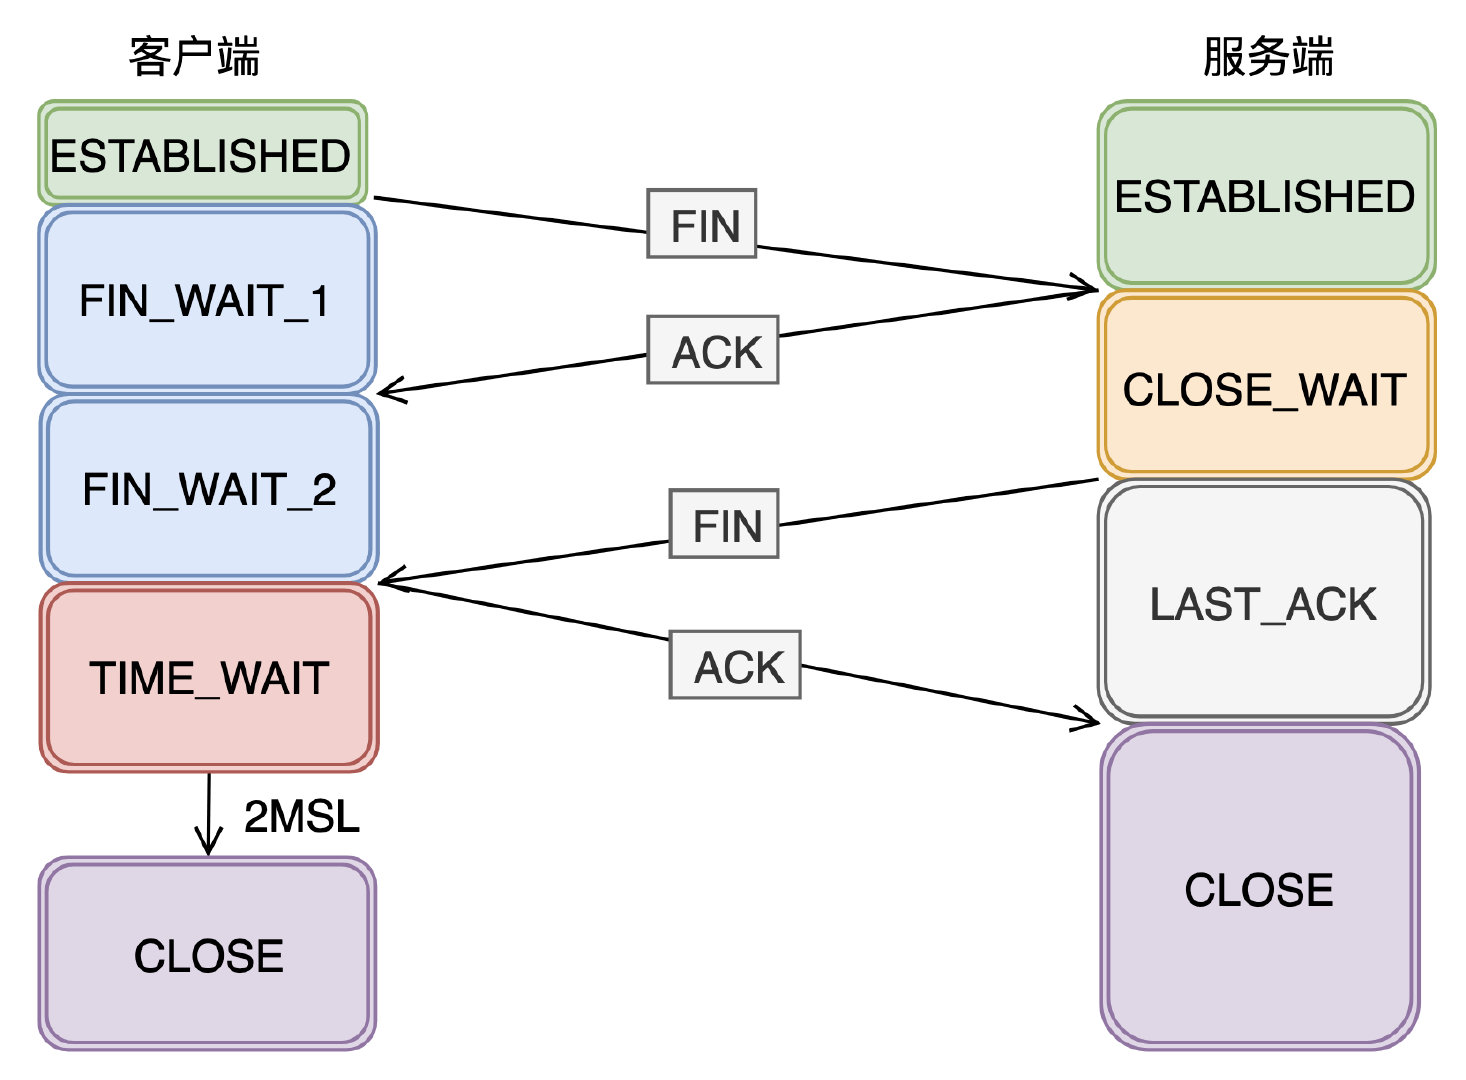 客户端
服务端
ESTABLISHED
ESTABLISHED
FIN
FIN_WAIT_1
ACK
CLOSE_WAIT
FIN_WAIT_2
FIN
LAST_ACK
TIME_WAIT
ACK
2MSL
CLOSE
CLOSE